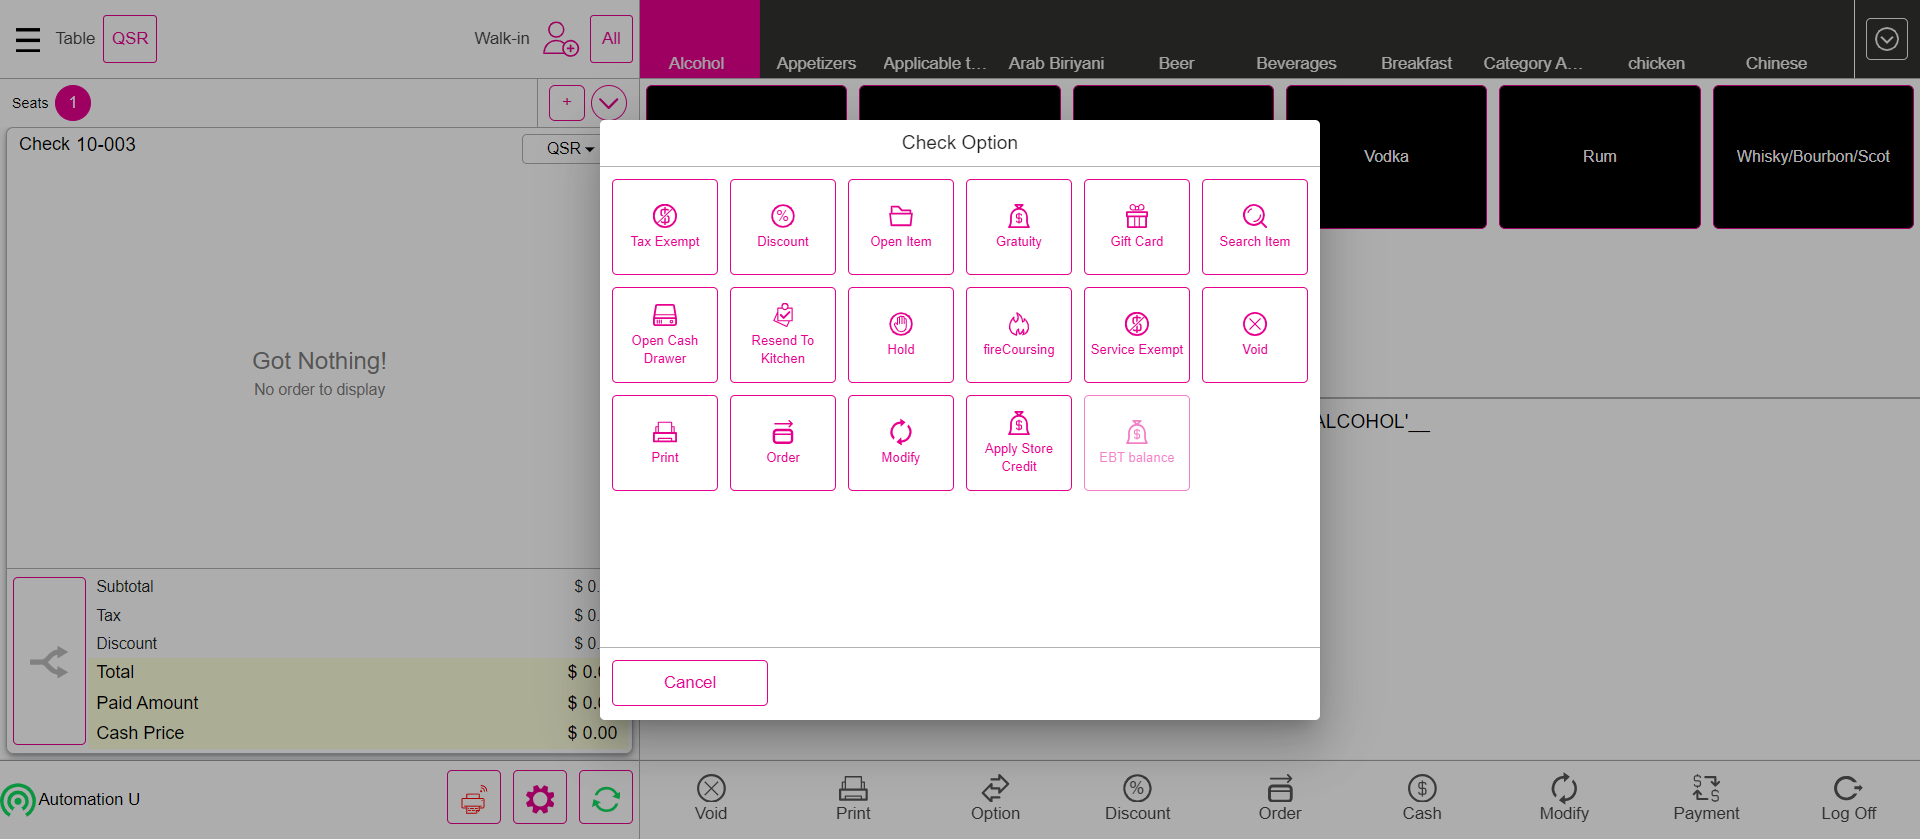 Table
QSR
Walk-in
All
Alcohol
Appetizers
Applicable t...
Arab Biriyani
Beer
Beverages
Breakfast
Category A...
chicken
Chinese
Seats 1
+
Check 10-003
QSR
Vodka
Rum
Whisky/Bourbon/Scot
Check Option
Tax Exempt
Discount
Open Item
Gratuity
Gift Card
Search Item
Open Cash
Drawer
Resend To
Kitchen
Hold
fireCoursing
Service Exempt
Void
Print
Order
Modify
Apply Store
Credit
EBT balance
Cancel
Got Nothing!
No order to display
ALCOHOL'__
Subtotal $ 0.
Tax $ 0.
Discount $ 0.
Total $ 0.
Paid Amount $ 0.
Cash Price $ 0.00
Automation U
Void
Print
Option
Discount
Order
Cash
Modify
Payment
Log Off